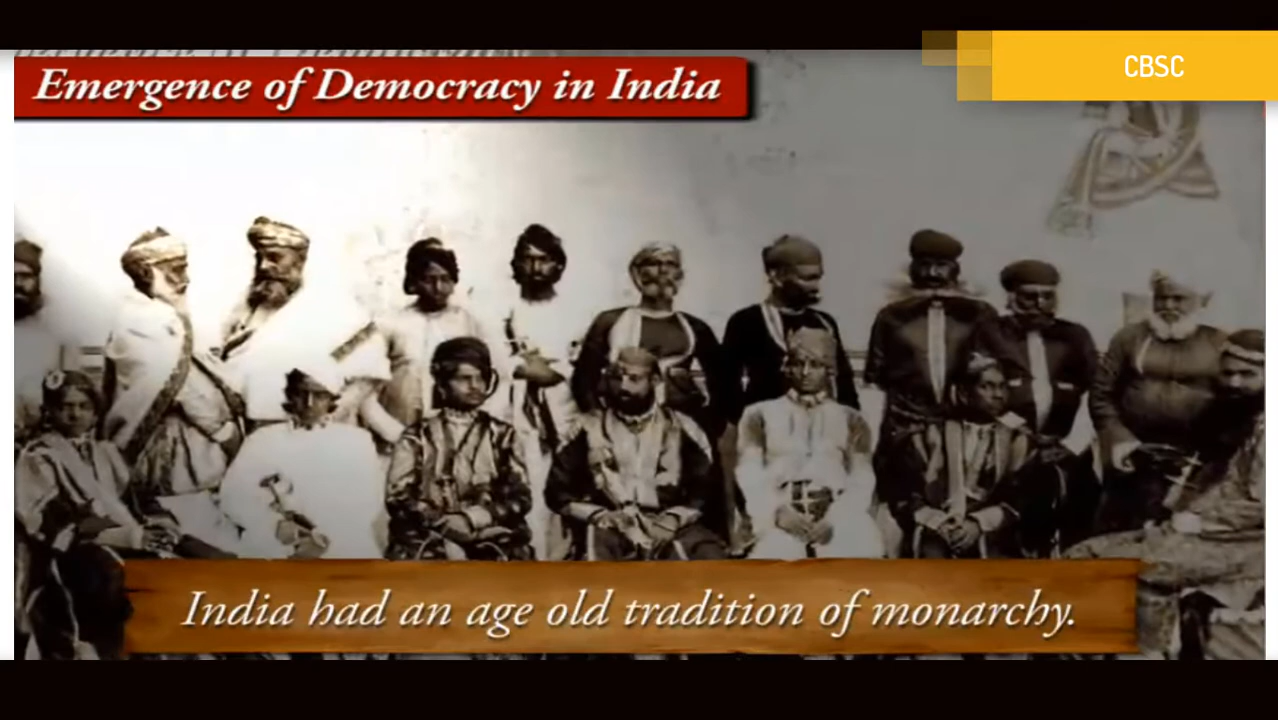 Emergence of Democracy in India
CBSC
India had an age old tradition of monarchy.